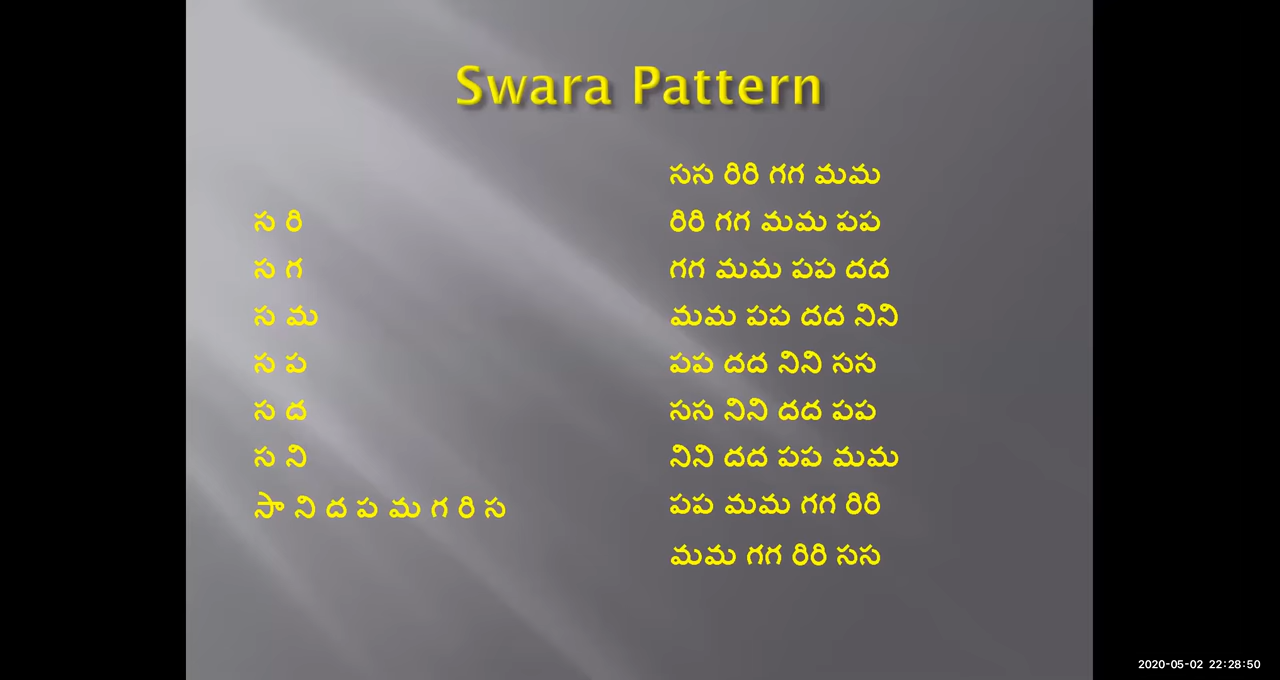 Swara Pattern
స రి
స గ
స మ
స ప
స ద
స ని
సా ని ద ప మ గ రి స
సస రిరి గగ మమ
రిరి గగ మమ పప
గగ మమ పప దద
మమ పప దద నిని
పప దద నిని సస
సస నిని దద పప
నిని దద పప మమ
పప మమ గగ రిరి
మమ గగ రిరి సస
2020-05-02 22:28:50